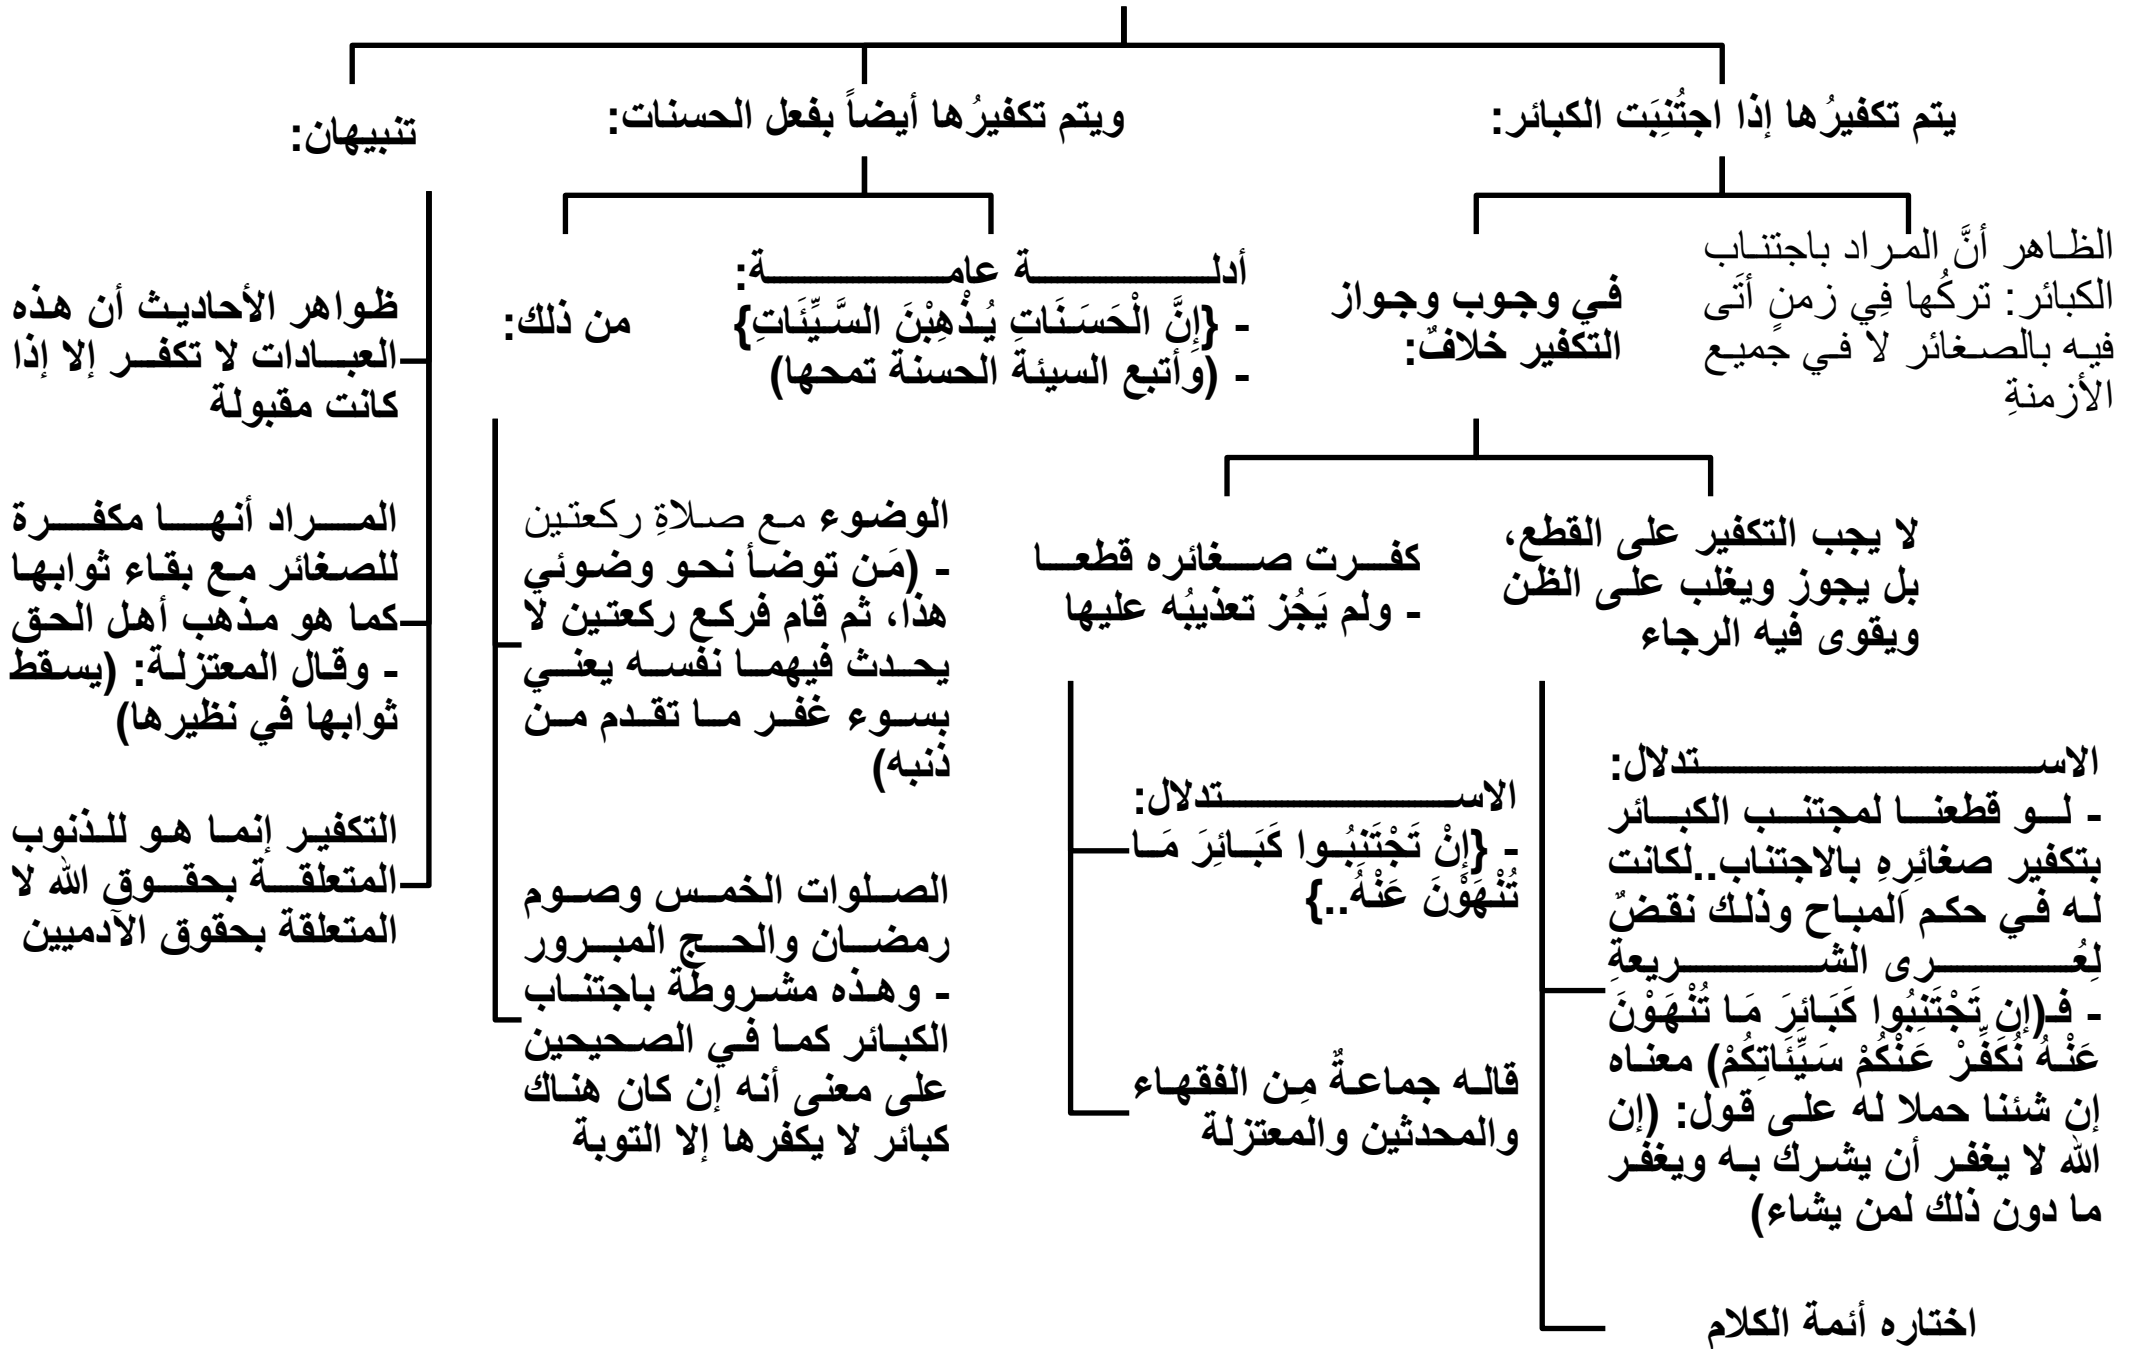 يتم تكفيرُها إذا اجتُنِبَت الكبائر:
ويتم تكفيرُها أيضاً بفعل الحسنات:
تنبيهان:
الظاهر أنَّ المراد باجتناب
الكبائر: تركُها فِي زمنٍ أتَى
فيه بالصغائر لا في جميع
الأزمنةِ
في وجوب وجواز
التكفير خلافٌ:
أدلة عامة:
- {إِنَّ الْحَسَنَاتِ يُذْهِبْنَ السَّيِّئَاتِ}
- (وَأتبع السيئة الحسنة تمحها)
من ذلك:
ظواهر الأحاديث أن هذه
العبادات لا تكفر إلا إذا
كانت مقبولة
المراد أنها مكفرة
للصغائر مع بقاء ثوابها
كما هو مذهب أهل الحق
- وقال المعتزلة: (يسقط
ثوابها في نظيرها)
التكفير إنما هو للذنوب
المتعلقة بحقوق الله لا
المتعلقة بحقوق الآدميين
لا يجب التكفير على القطع،
بل يجوز ويغلب على الظن
ويقوى فيه الرجاء
كفرت صغائره قطعا
- ولم يَجُز تعذيبُه عليها
الوضوء مع صلاةِ ركعتين
- (مَن توضأ نحو وضوئي
هذا، ثم قام فركع ركعتين لا
يحدث فيهما نفسه يعني
بسوء غفر ما تقدم من
ذنبه)
الصلوات الخمس وصوم
رمضان والحج المبرور
- وهذه مشروطة باجتناب
الكبائر كما في الصحيحين
على معنى أنه إن كان هناك
كبائر لا يكفرها إلا التوبة
الاستدلال:
- لو قطعنا لمجتنب الكبائر
بتكفير صغائِرِهِ بالاجتناب..لكانت
له في حكم المباح وذلك نقضٌ
لِعُرى الشريعةِ
- فـ(إِن تَجْتَنِبُوا كَبَائِرَ مَا تُنْهَوْنَ
عَنْهُ نُكَفِّرْ عَنْكُمْ سَيِّئَاتِكُمْ) معناه
إن شئنا حملا له على قول: (إن
الله لا يغفر أن يشرك به ويغفر
ما دون ذلك لمن يشاء)
اختاره أئمة الكلام
الاستدلال:
- {إِنْ تَجْتَنِبُوا كَبَائِرَ مَا
تُنْهَوْنَ عَنْهُ..}
قاله جماعةٌ مِن الفقهاء
والمحدثين والمعتزلة